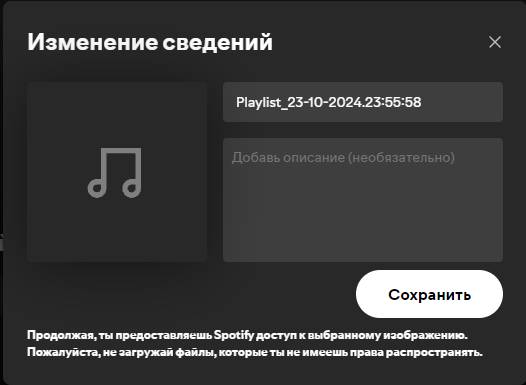 Изменение сведений
Playlist_23-10-2024.23:55:58
Добавь описание (необязательно)
Сохранить
Продолжая, ты предоставляешь Spotify доступ к выбранному изображению.
Пожалуйста, не загружай файлы, которые ты не имеешь права распространять.